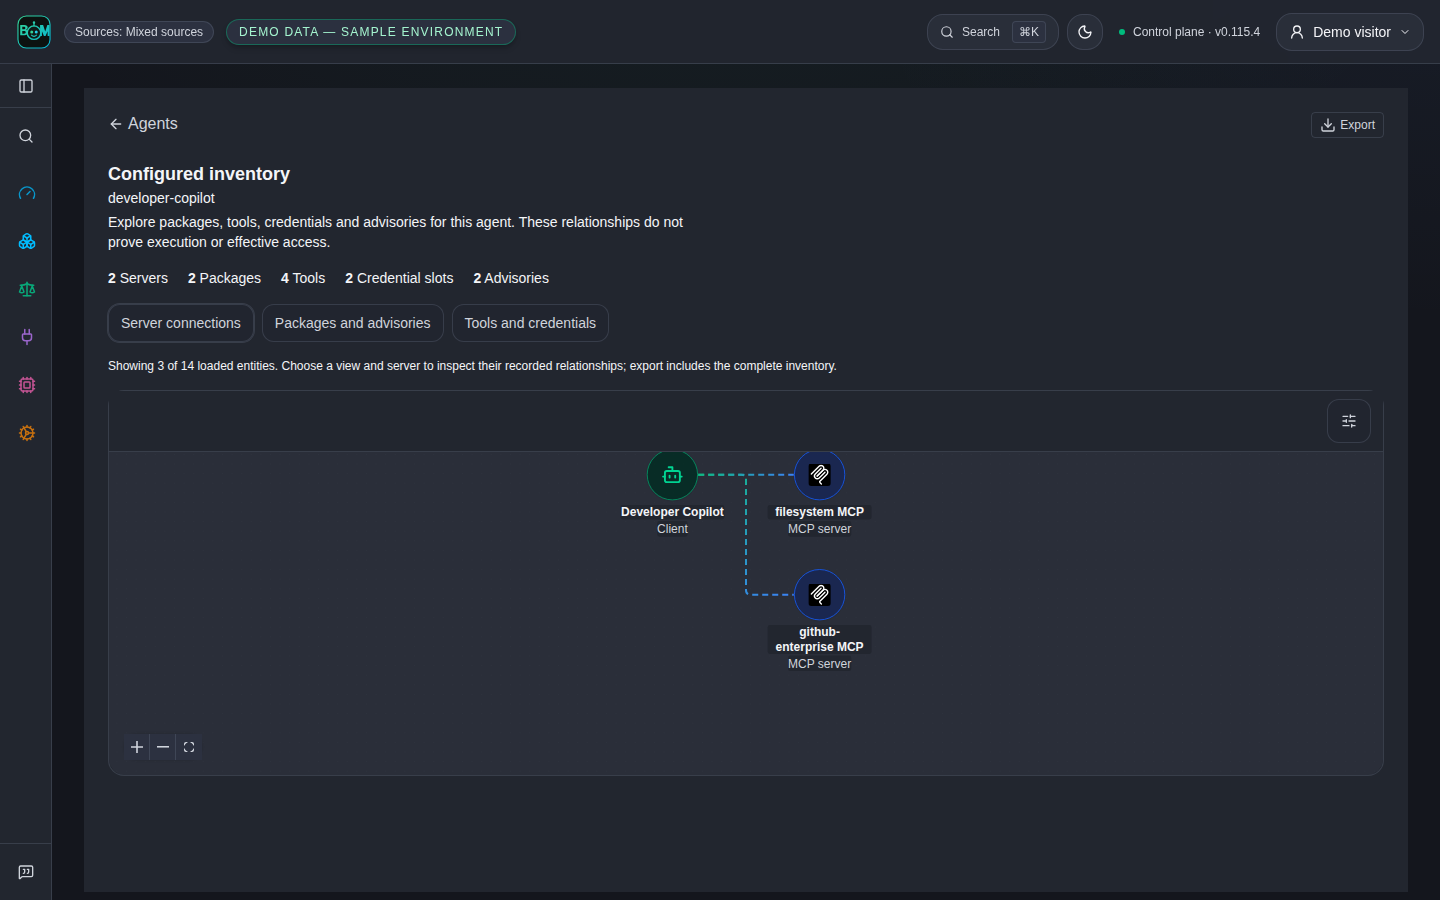 BOM
Sources: Mixed sources
DEMO DATA — SAMPLE ENVIRONMENT
Search
⌘K
Control plane · v0.115.4
Demo visitor
Agents
Export
Configured inventory
developer-copilot
Explore packages, tools, credentials and advisories for this agent. These relationships do not
prove execution or effective access.
2 Servers 2 Packages 4 Tools 2 Credential slots 2 Advisories
Server connections
Packages and advisories
Tools and credentials
Showing 3 of 14 loaded entities. Choose a view and server to inspect their recorded relationships; export includes the complete inventory.
Developer Copilot
Client
filesystem MCP
MCP server
github-
enterprise MCP
MCP server